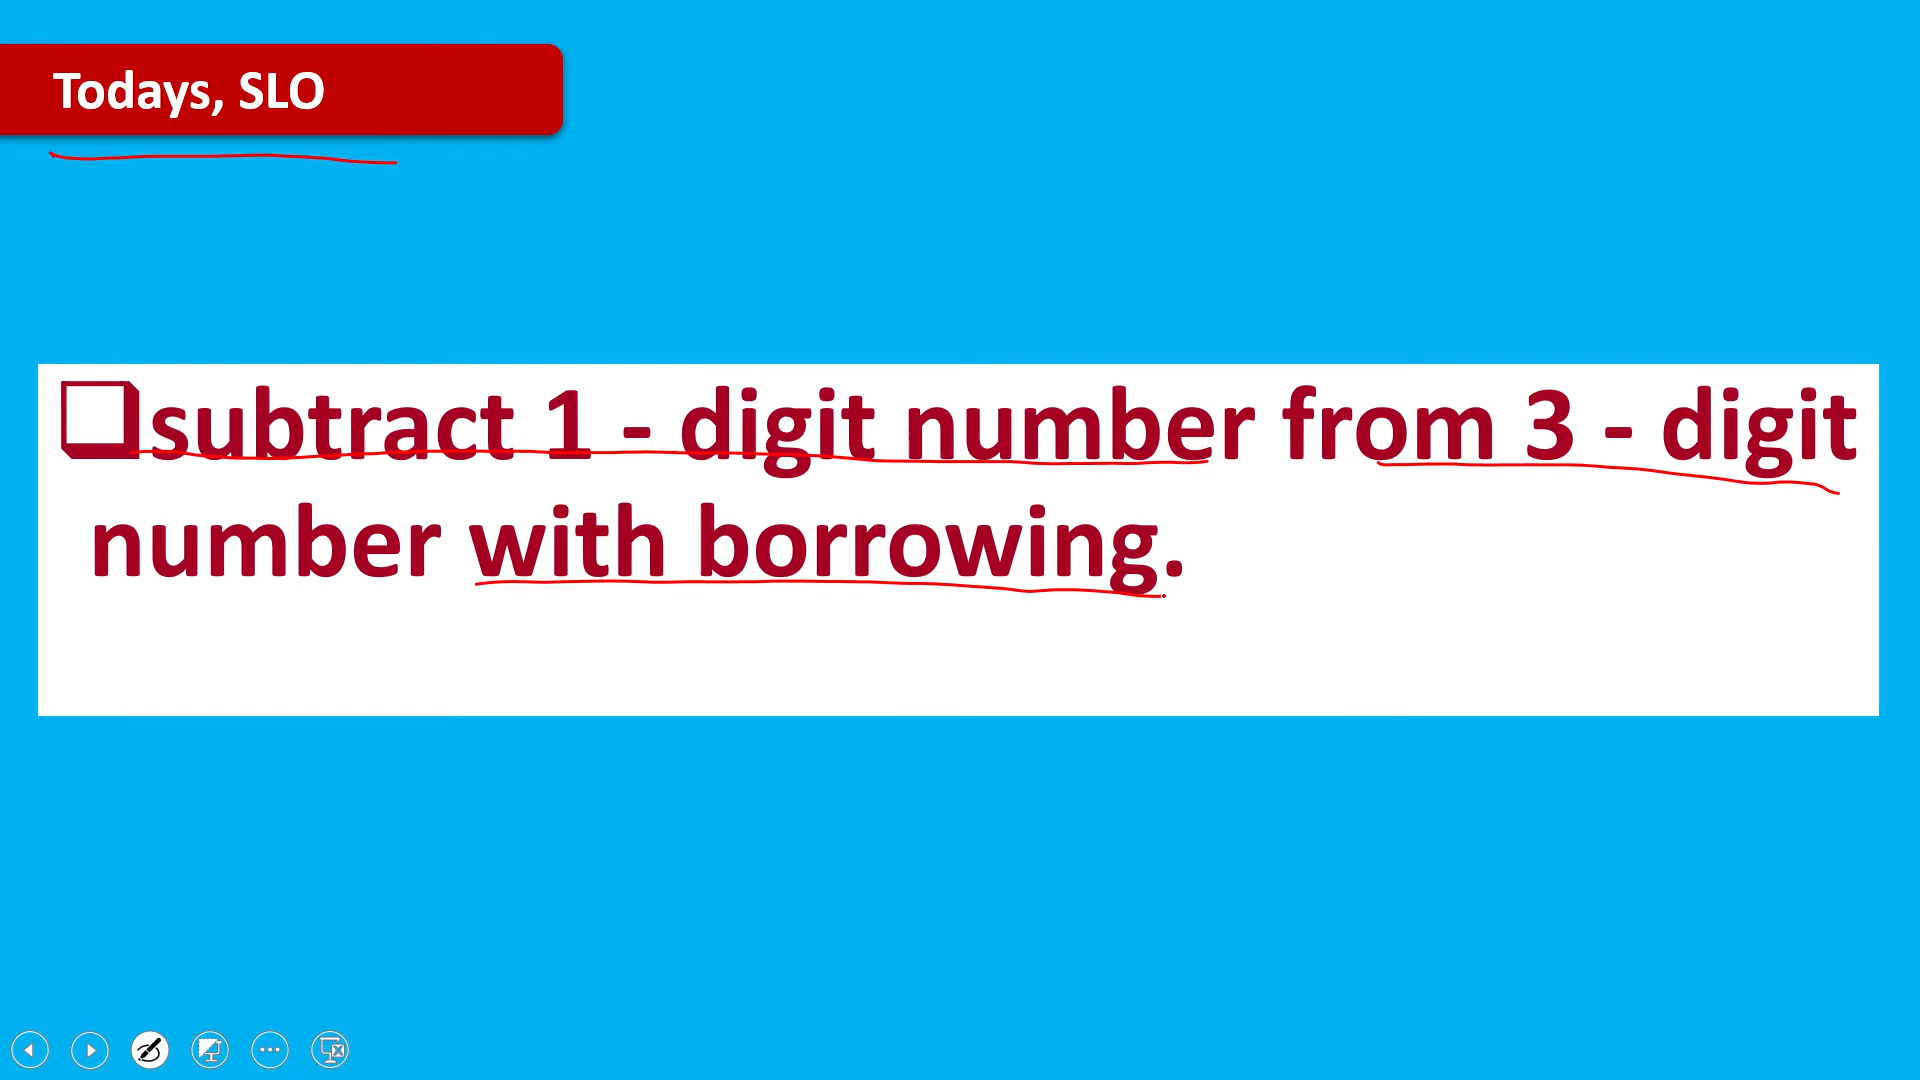 Todays, SLO
❑subtract 1 - digit number from 3 - digit
number with borrowing.